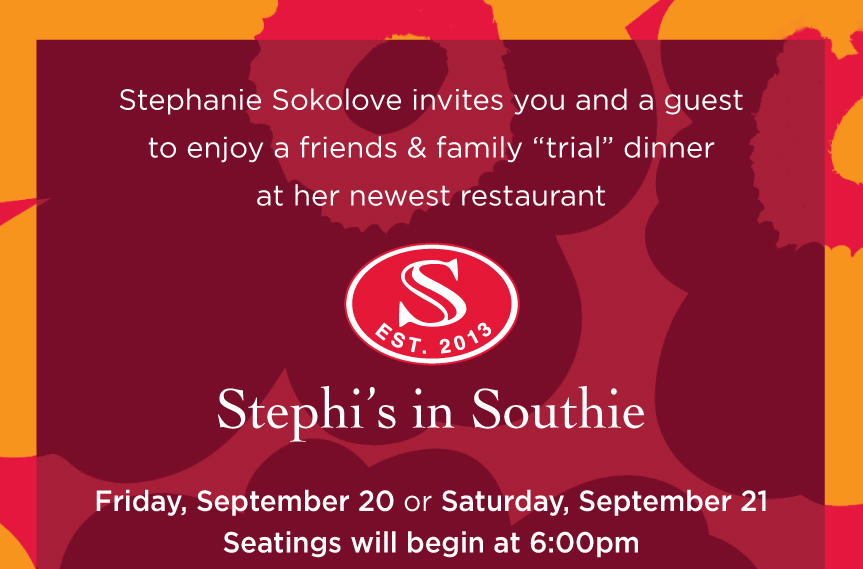 Stephanie Sokolove invites you and a guest
to enjoy a friends & family “trial” dinner
at her newest restaurant
S
EST. 2013
Stephi’s in Southie
Friday, September 20 or Saturday, September 21
Seatings will begin at 6:00pm